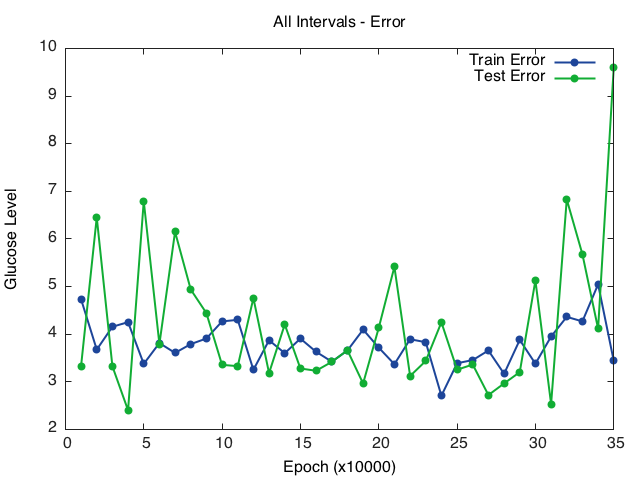 All Intervals - Error
Train Error
Test Error
10
9
8
7
6
5
4
3
2
Glucose Level
0 5 10 15 20 25 30 35
Epoch (x10000)